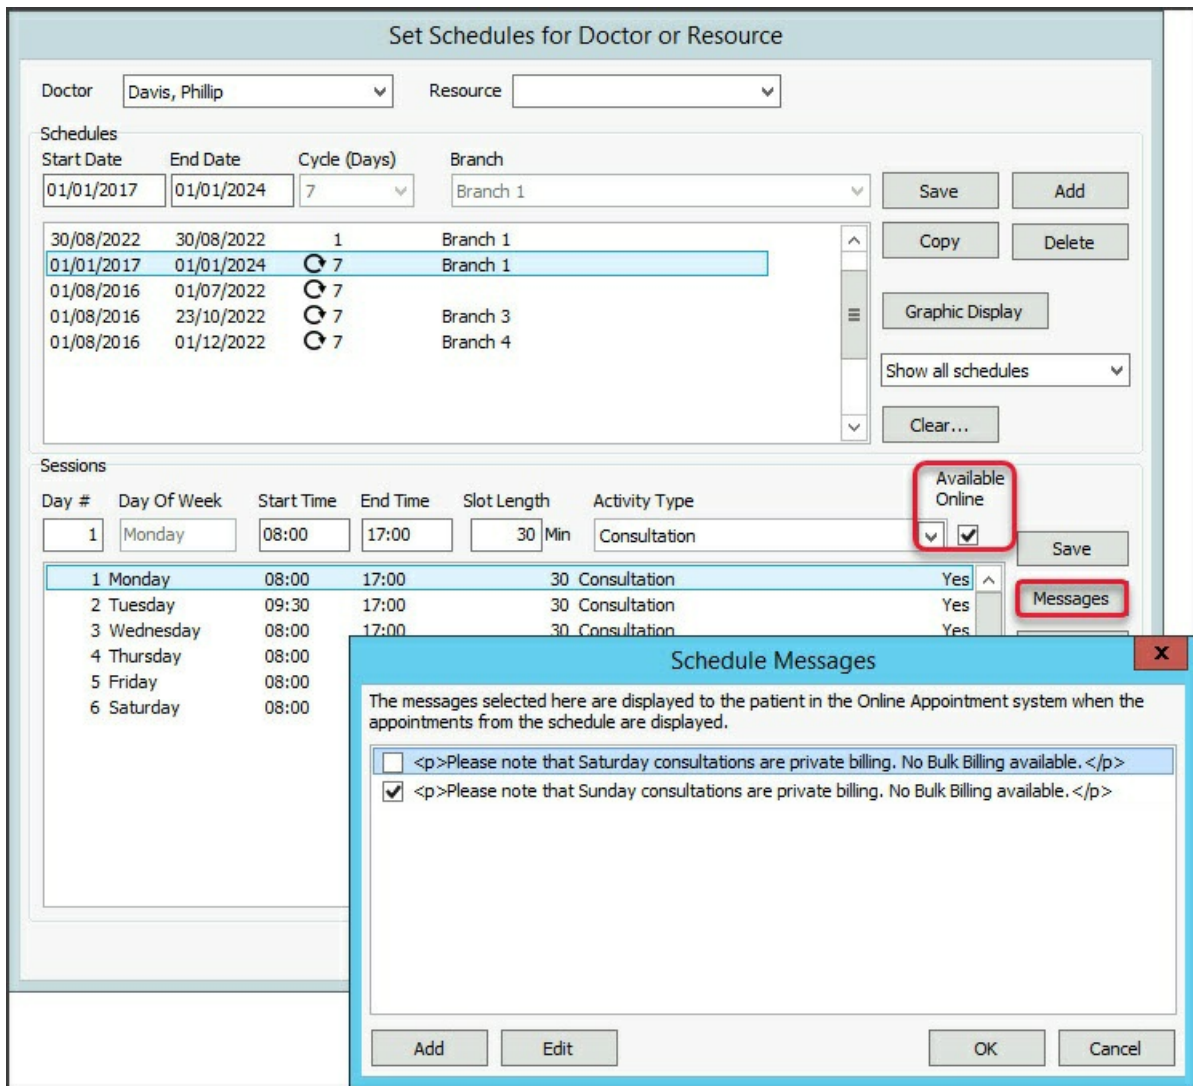 Set Schedules for Doctor or Resource
Doctor Davis, Phillip Resource
Schedules
Start Date End Date Cycle (Days) Branch
01/01/2017 01/01/2024 7 Branch 1 Save Add
30/08/2022 30/08/2022 1 Branch 1 Copy Delete
01/01/2017 01/01/2024 7 Branch 1
01/08/2016 01/07/2022 7
01/08/2016 23/10/2022 7 Branch 3 Graphic Display
01/08/2016 01/12/2022 7 Branch 4
Show all schedules
Clear...
Sessions
Day # Day Of Week Start Time End Time Slot Length Activity Type Available Online
1 Monday 08:00 17:00 30 Min Consultation Save
1 Monday 08:00 17:00 30 Consultation Yes
2 Tuesday 09:30 17:00 30 Consultation Yes Messages
3 Wednesday 08:00 17:00 30 Consultation Yes
4 Thursday 08:00
5 Friday 08:00
6 Saturday 08:00
Schedule Messages x
The messages selected here are displayed to the patient in the Online Appointment system when the
appointments from the schedule are displayed.
<p>Please note that Saturday consultations are private billing. No Bulk Billing available.</p>
<p>Please note that Sunday consultations are private billing. No Bulk Billing available.</p>
Add Edit OK Cancel